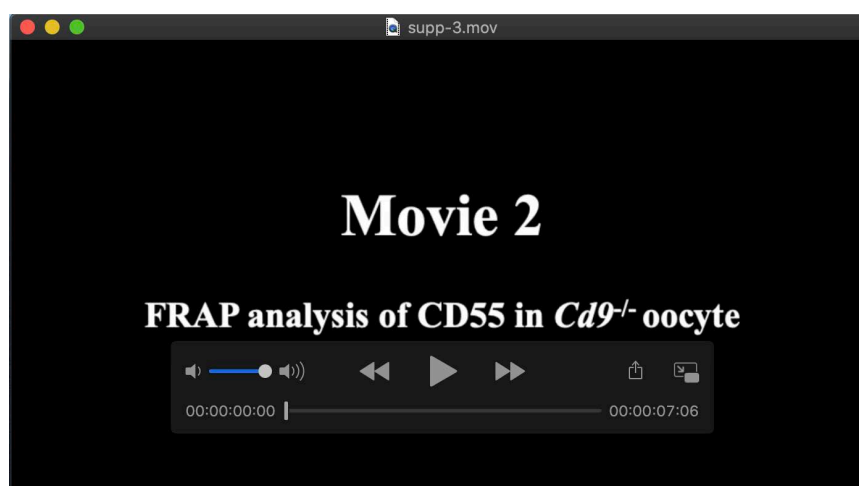 supp-3.mov
Movie 2
FRAP analysis of CD55 in Cd9-/- oocyte
00:00:00:00 00:00:07:06